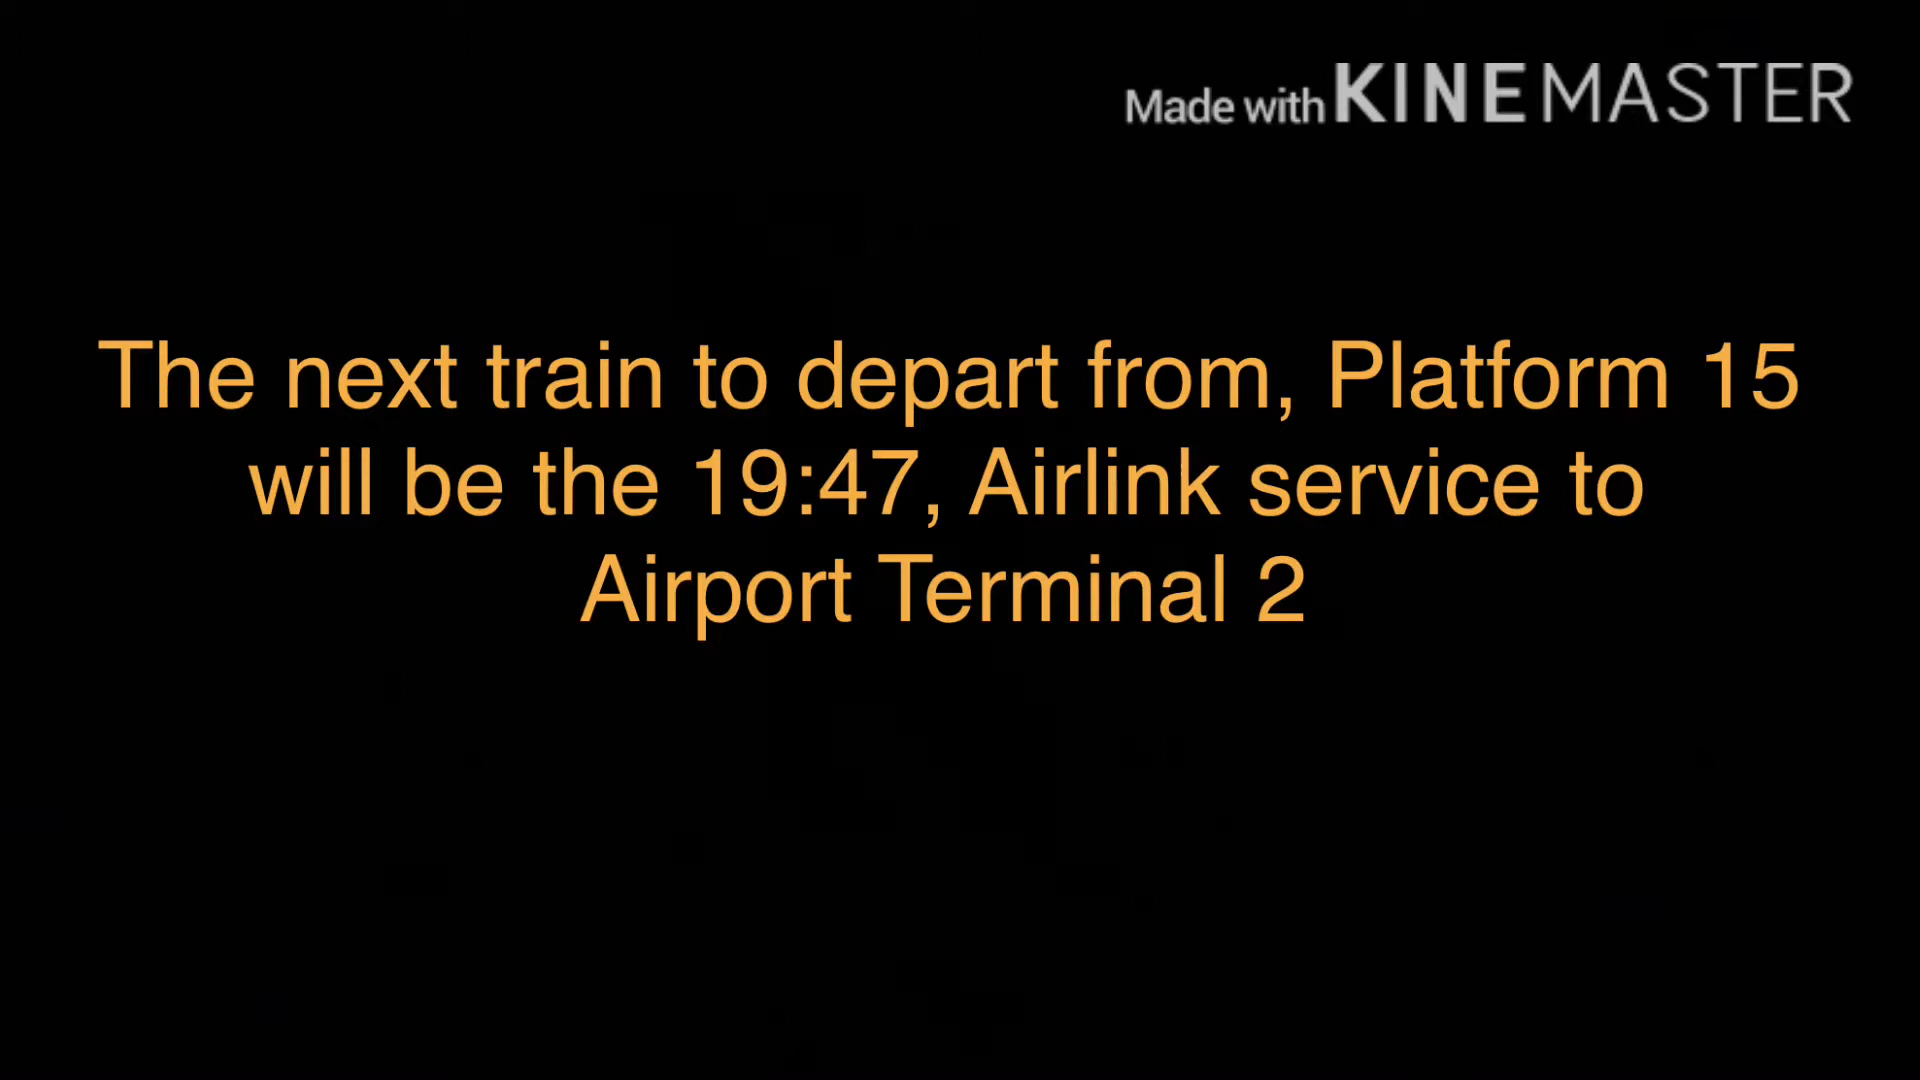 Made with KINEMASTER
The next train to depart from, Platform 15
will be the 19:47, Airlink service to
Airport Terminal 2